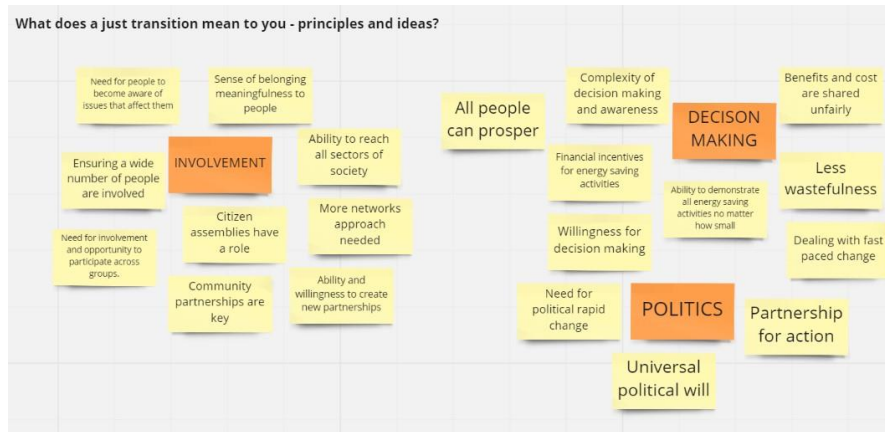 What does a just transition mean to you - principles and ideas?
Need for people to
become aware of
issues that affect them
Sense of belonging
meaningfulness to
people
Ensuring a wide
number of people
are involved
INVOLVEMENT
Ability to reach
all sectors of
society
Need for involvement
and opportunity to
participate across
groups.
Citizen
assemblies have
a role
More networks
approach
needed
Community
partnerships are
key
Ability and
willingness to create
new partnerships
All people
can prosper
Complexity of
decision making
and awareness
DECISON
MAKING
Benefits and cost
are shared
unfairly
Financial incentives
for energy saving
activities
Ability to demonstrate
all energy saving
activities no matter
how small
Less
wastefulness
Willingness for
decision making
Dealing with fast
paced change
Need for
political rapid
change
POLITICS
Partnership
for action
Universal
political will